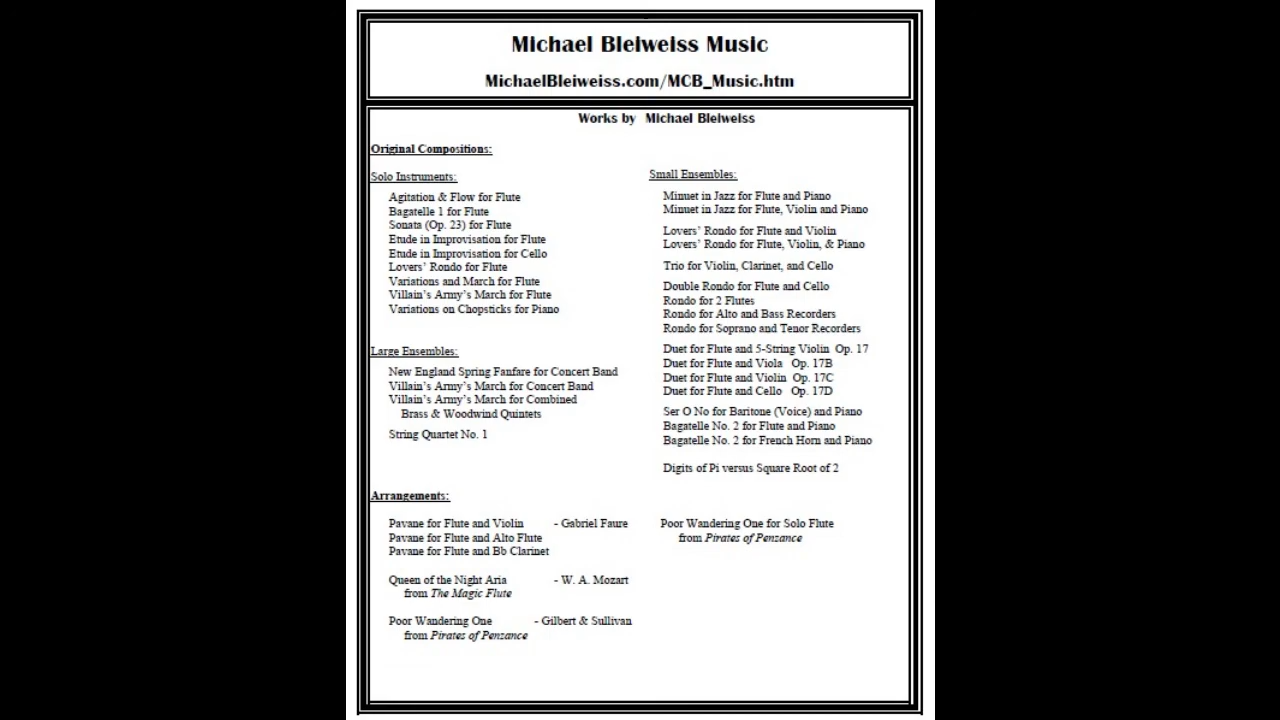 Michael Bleiweiss Music
MichaelBleiweiss.com/MCB_Music.htm
Works by Michael Bleiweiss
Original Compositions:
Solo Instruments:
Agitation & Flow for Flute
Bagatelle 1 for Flute
Sonata (Op. 23) for Flute
Etude in Improvisation for Flute
Etude in Improvisation for Cello
Lovers' Rondo for Flute
Variations and March for Flute
Villain's Army's March for Flute
Variations on Chopsticks for Piano
Large Ensembles:
New England Spring Fanfare for Concert Band
Villain's Army's March for Concert Band
Villain's Army's March for Combined
Brass & Woodwind Quintets
String Quartet No. 1
Small Ensembles:
Minuet in Jazz for Flute and Piano
Minuet in Jazz for Flute, Violin and Piano
Lovers' Rondo for Flute and Violin
Lovers' Rondo for Flute, Violin, & Piano
Trio for Violin, Clarinet, and Cello
Double Rondo for Flute and Cello
Rondo for 2 Flutes
Rondo for Alto and Bass Recorders
Rondo for Soprano and Tenor Recorders
Duet for Flute and 5-String Violin Op. 17
Duet for Flute and Viola Op. 17B
Duet for Flute and Violin Op. 17C
Duet for Flute and Cello Op. 17D
Ser O No for Baritone (Voice) and Piano
Bagatelle No. 2 for Flute and Piano
Bagatelle No. 2 for French Horn and Piano
Digits of Pi versus Square Root of 2
Arrangements:
Pavane for Flute and Violin - Gabriel Faure
Pavane for Flute and Alto Flute
Pavane for Flute and Bb Clarinet
Queen of the Night Aria - W. A. Mozart
from The Magic Flute
Poor Wandering One - Gilbert & Sullivan
from Pirates of Penzance
Poor Wandering One for Solo Flute
from Pirates of Penzance